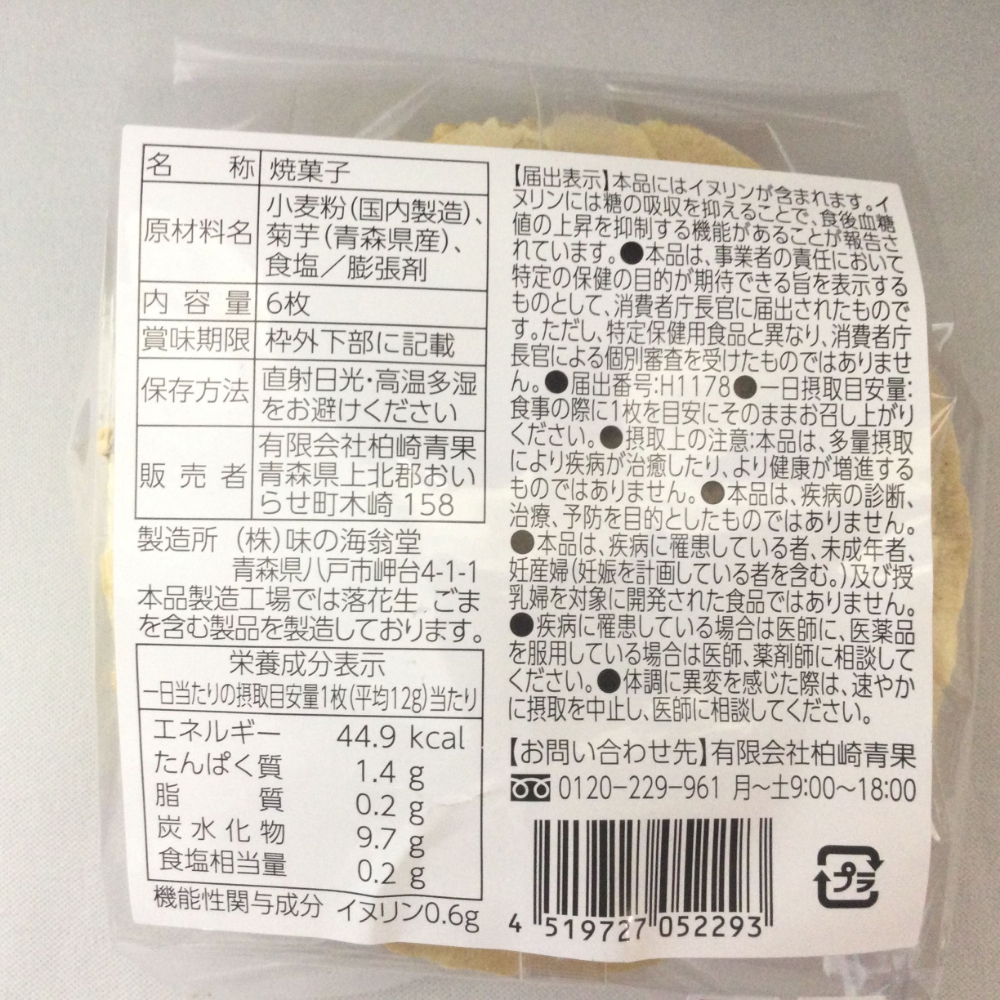 名称 焼菓子
原材料名 小麦粉(国内製造)、
菊芋(青森県産)、
食塩／膨張剤
内容量 6枚
賞味期限 枠外下部に記載
保存方法 直射日光・高温多湿
をお避けください
販売者 有限会社柏崎青果
青森県上北郡おい
らせ町木崎 158
製造所 (株)味の海翁堂
青森県八戸市岬台4-1-1
本品製造工場では落花生、ごま
を含む製品を製造しております。
栄養成分表示
一日当たりの摂取目安量1枚(平均12g)当たり
エネルギー 44.9 kcal
たんぱく質 1.4 g
脂質 0.2 g
炭水化物 9.7 g
食塩相当量 0.2 g
機能性関与成分 イヌリン0.6g
【届出表示】本品にはイヌリンが含まれます。イ
ヌリンには糖の吸収を抑えることで、食後血糖
値の上昇を抑制する機能があることが報告さ
れています。●本品は、事業者の責任において
特定の保健の目的が期待できる旨を表示する
ものとして、消費者庁長官に届出されたもので
す。ただし、特定保健用食品と異なり、消費者庁
長官による個別審査を受けたものではありませ
ん。●届出番号:H1178●一日摂取目安量:
食事の際に1枚を目安にそのままお召し上がり
ください。●摂取上の注意:本品は、多量摂取
により疾病が治癒したり、より健康が増進する
ものではありません。●本品は、疾病の診断、
治療、予防を目的としたものではありません。
●本品は、疾病に罹患している者、未成年者、
妊産婦(妊娠を計画している者を含む。)及び授
乳婦を対象に開発された食品ではありません。
●疾病に罹患している場合は医師に、医薬品
を服用している場合は医師、薬剤師に相談して
ください。●体調に異変を感じた際は、速やか
に摂取を中止し、医師に相談してください。
【お問い合わせ先】有限会社柏崎青果
0120-229-961 月～土9:00～18:00
4 519727 052293
プラ